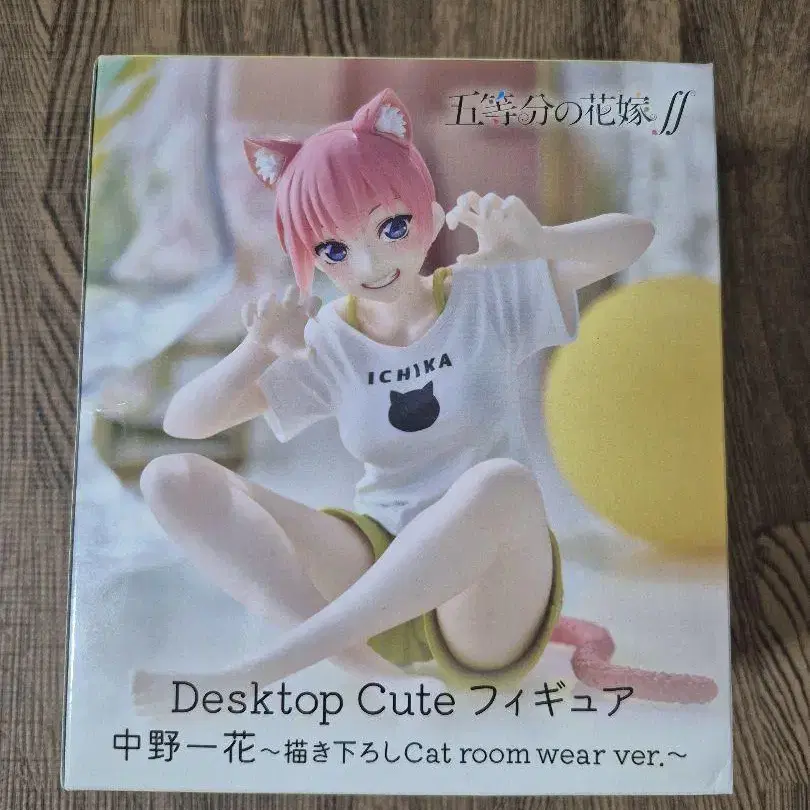 五等分の花嫁∬
ICHIKA
Desktop Cute フィギュア
中野一花～描き下ろしCat room wear ver.～